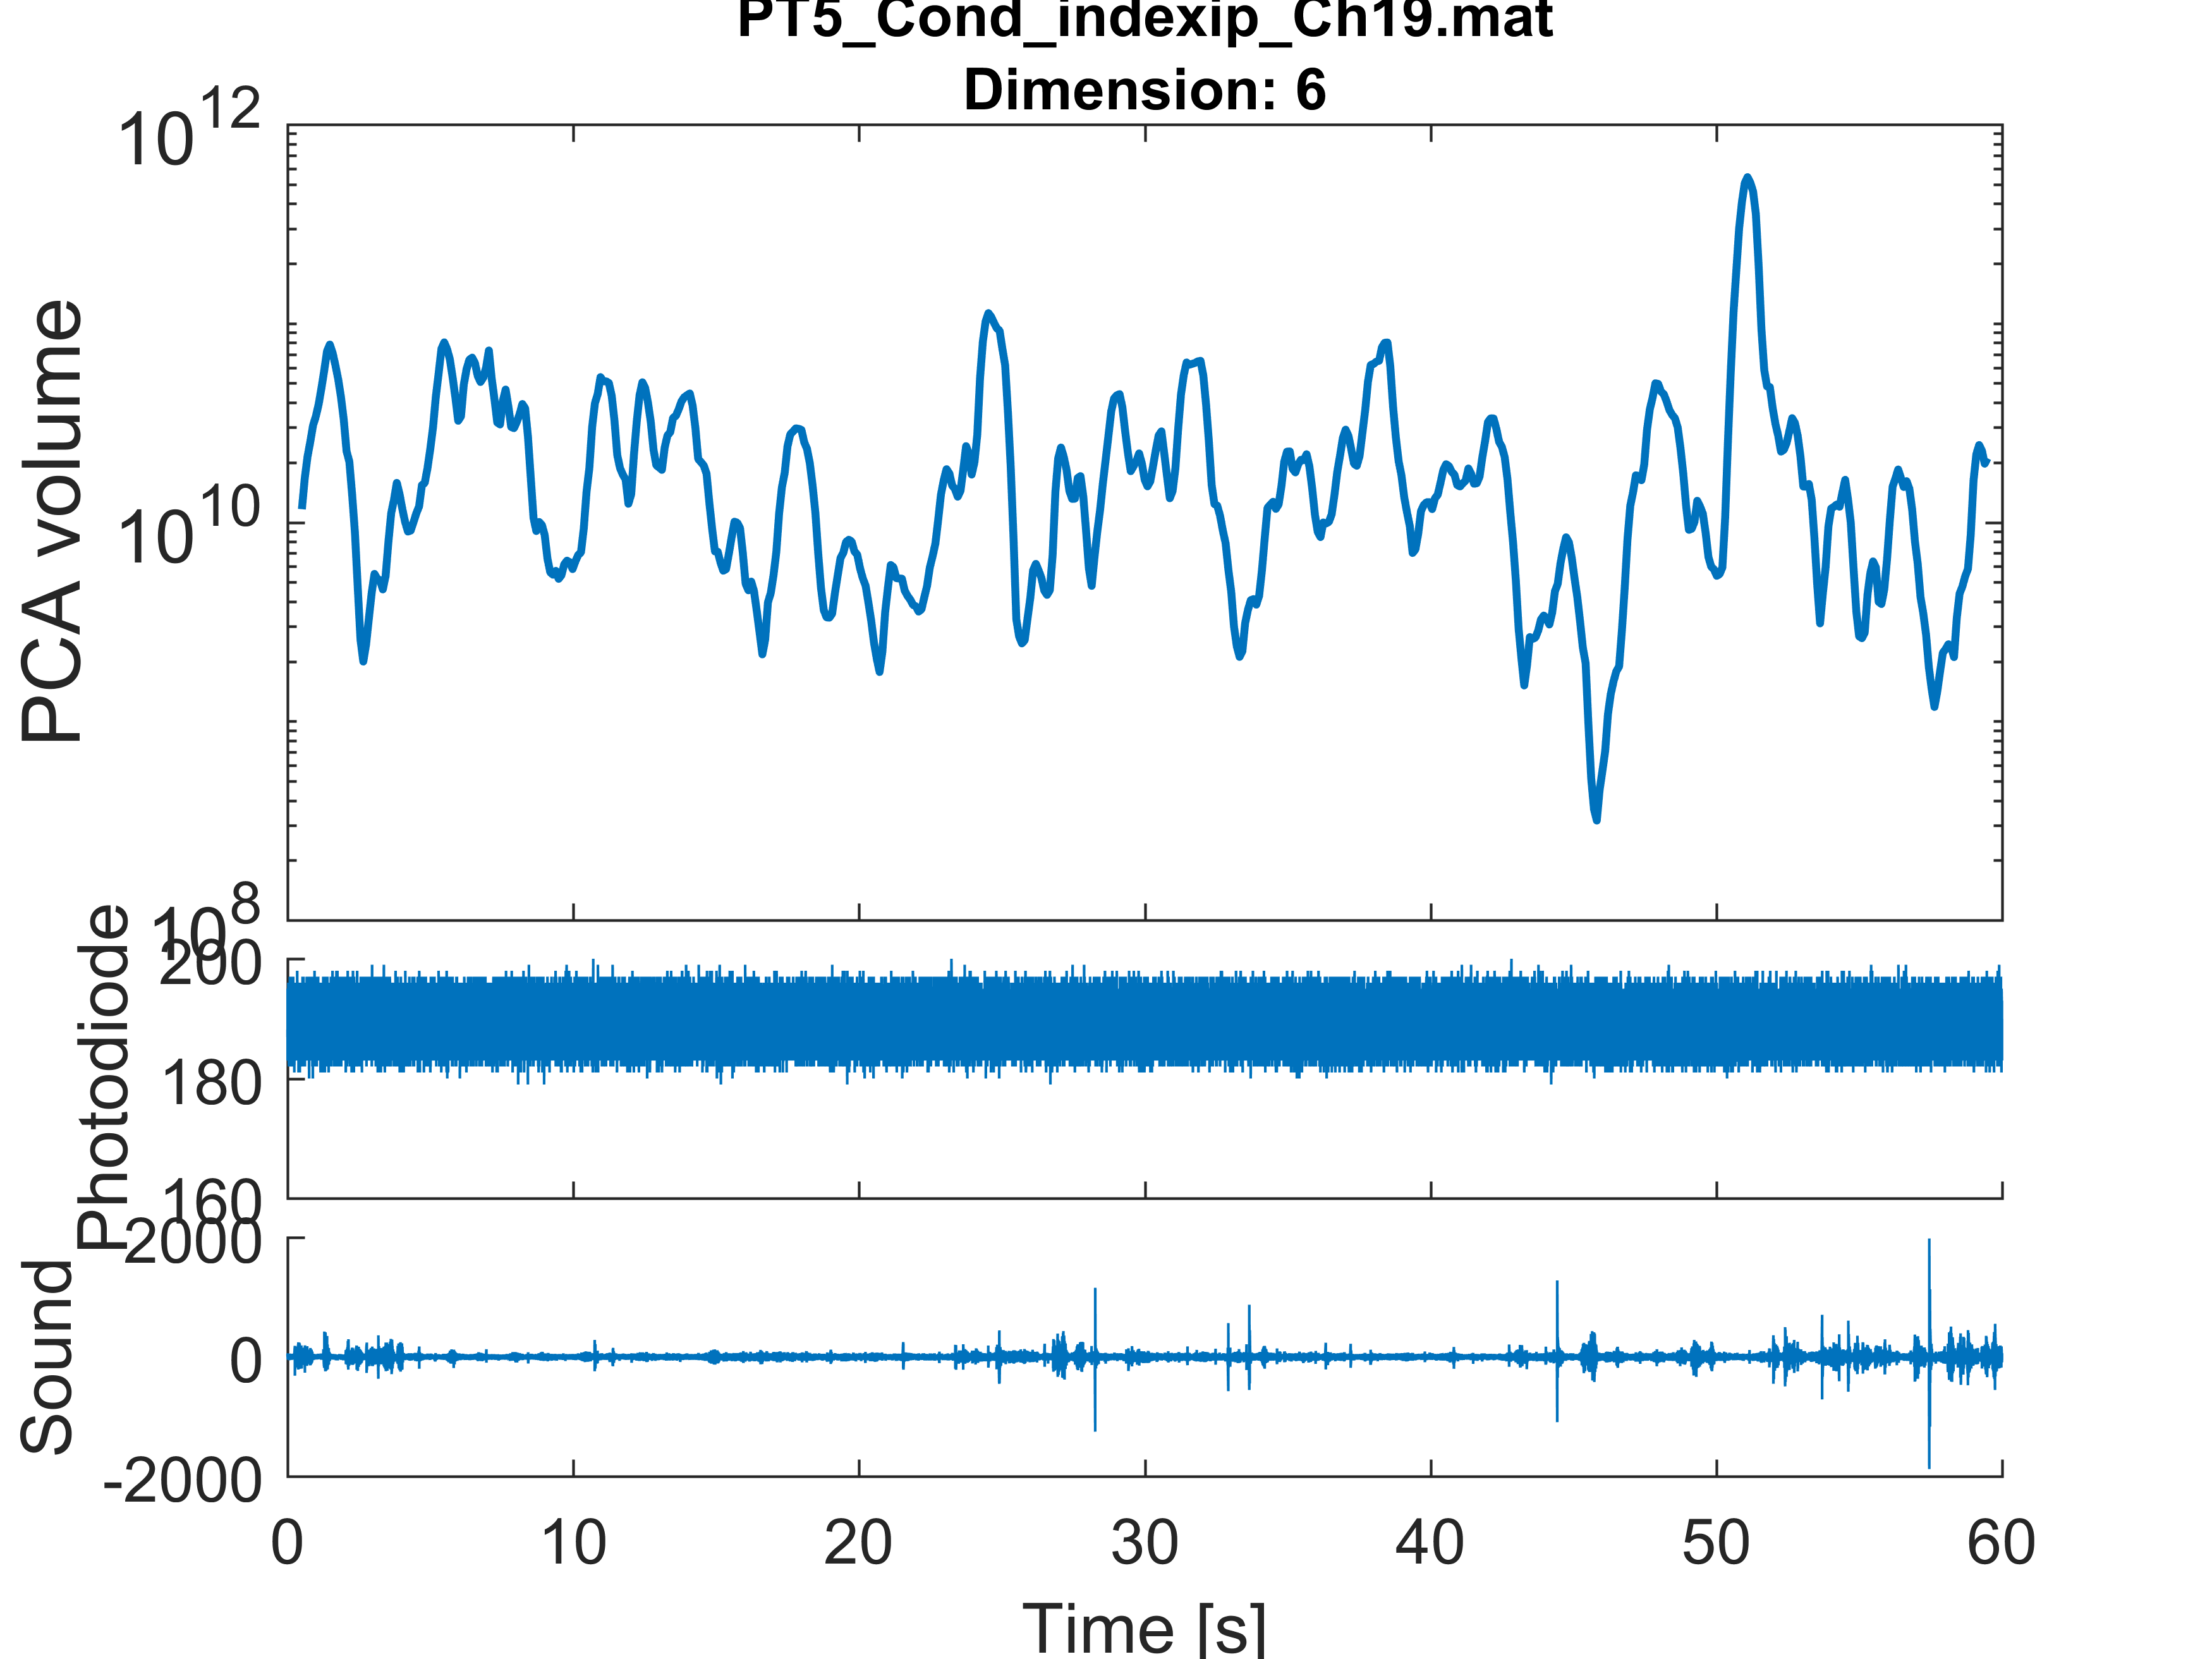 PT5_Cond_indexip_Ch19.mat
Dimension: 6
PCA volume
10^12
10^10
10^8
Photodiode
200
180
160
Sound
2000
0
-2000
0 10 20 30 40 50 60
Time [s]